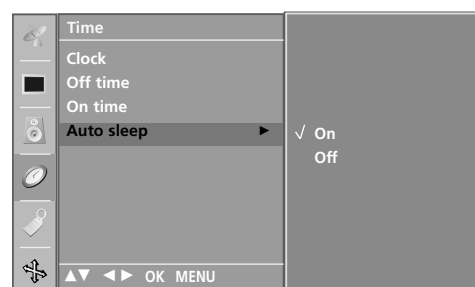 Time
Clock
Off time
On time
Auto sleep ►
√ On
Off
▲▼ ◄► OK MENU